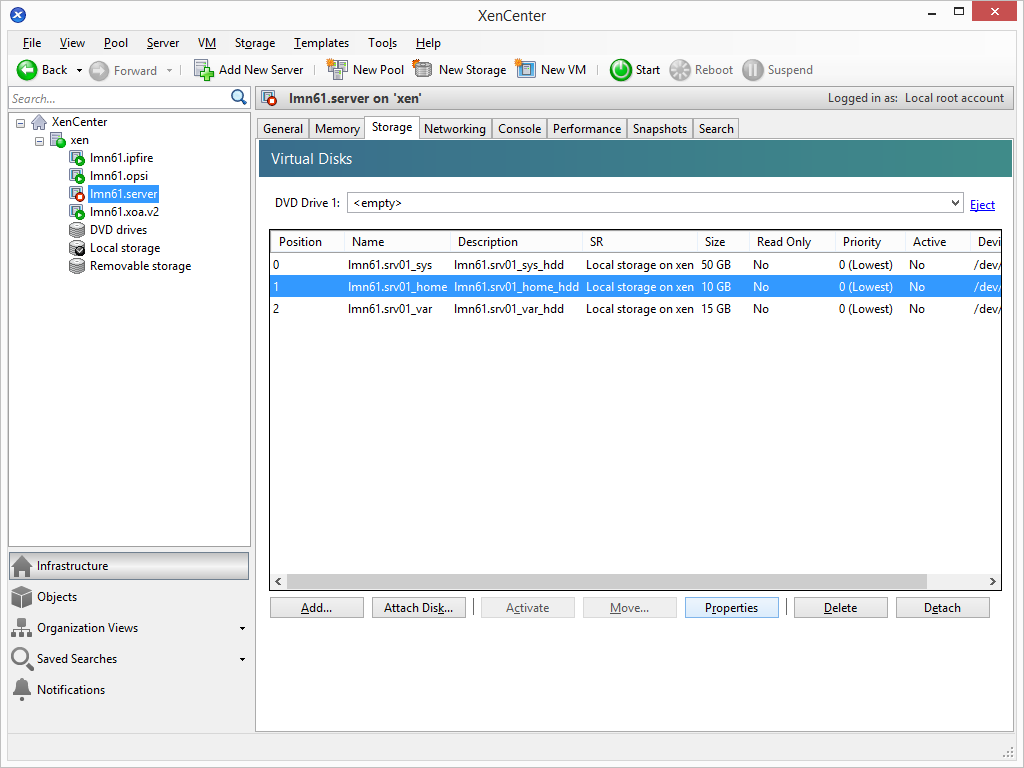 XenCenter
File View Pool Server VM Storage Templates Tools Help
Back Forward Add New Server New Pool New Storage New VM Start Reboot Suspend
Search...
lmn61.server on 'xen' Logged in as: Local root account
XenCenter
xen
lmn61.ipfire
lmn61.opsi
lmn61.server
lmn61.xoa.v2
DVD drives
Local storage
Removable storage
General Memory Storage Networking Console Performance Snapshots Search
Virtual Disks
DVD Drive 1: <empty> Eject
Position Name Description SR Size Read Only Priority Active Devi
0 lmn61.srv01_sys lmn61.srv01_sys_hdd Local storage on xen 50 GB No 0 (Lowest) No /dev/
1 lmn61.srv01_home lmn61.srv01_home_hdd Local storage on xen 10 GB No 0 (Lowest) No /dev/
2 lmn61.srv01_var lmn61.srv01_var_hdd Local storage on xen 15 GB No 0 (Lowest) No /dev/
Add... Attach Disk... Activate Move... Properties Delete Detach
Infrastructure
Objects
Organization Views
Saved Searches
Notifications